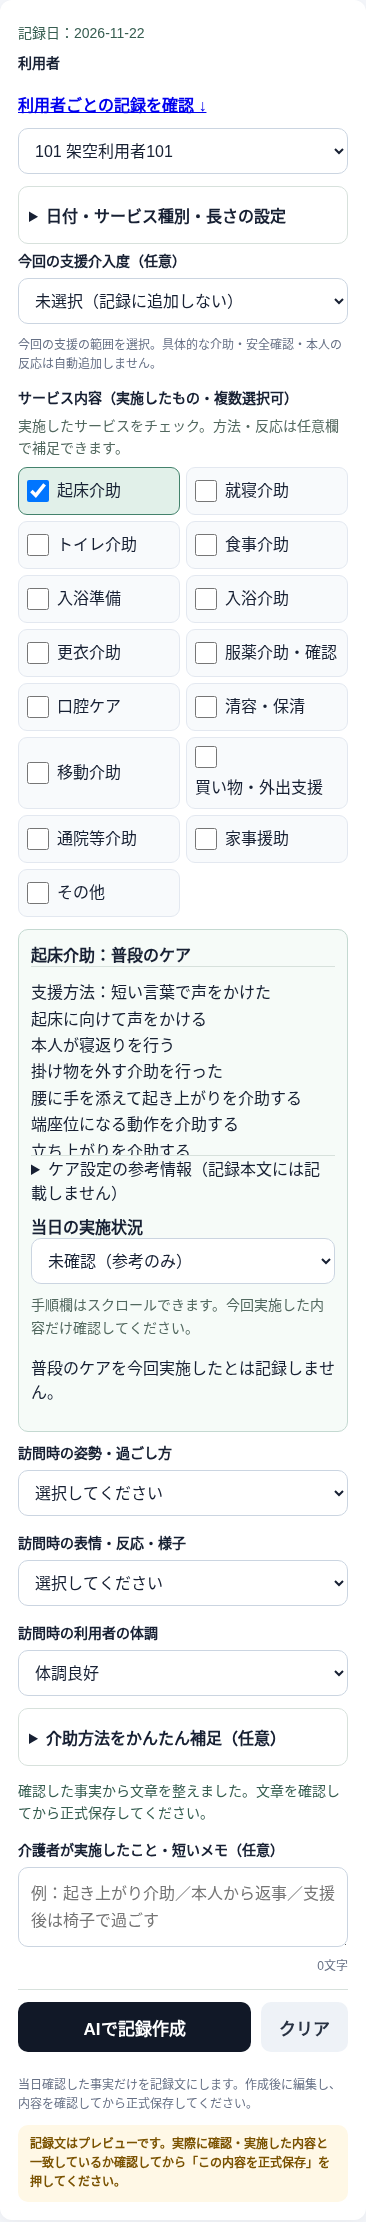 記録日：2026-11-22
利用者
利用者ごとの記録を確認 ↓
101 架空利用者101
▶ 日付・サービス種別・長さの設定
今回の支援介入度（任意）
未選択（記録に追加しない）
今回の支援の範囲を選択。具体的な介助・安全確認・本人の
反応は自動追加しません。
サービス内容（実施したもの・複数選択可）
実施したサービスをチェック。方法・反応は任意欄
で補足できます。
起床介助
就寝介助
トイレ介助
食事介助
入浴準備
入浴介助
更衣介助
服薬介助・確認
口腔ケア
清容・保清
移動介助
買い物・外出支援
通院等介助
家事援助
その他
起床介助：普段のケア
支援方法：短い言葉で声をかけた
起床に向けて声をかける
本人が寝返りを行う
掛け物を外す介助を行った
腰に手を添えて起き上がりを介助する
端座位になる動作を介助する
立ち上がりを介助する
▶ ケア設定の参考情報（記録本文には記
載しません）
当日の実施状況
未確認（参考のみ）
手順欄はスクロールできます。今回実施した内
容だけ確認してください。
普段のケアを今回実施したとは記録しませ
ん。
訪問時の姿勢・過ごし方
選択してください
訪問時の表情・反応・様子
選択してください
訪問時の利用者の体調
体調良好
▶ 介助方法をかんたん補足（任意）
確認した事実から文章を整えました。文章を確認し
てから正式保存してください。
介護者が実施したこと・短いメモ（任意）
例：起き上がり介助／本人から返事／支援
後は椅子で過ごす
0文字
AIで記録作成
クリア
当日確認した事実だけを記録文にします。作成後に編集し、
内容を確認してから正式保存してください。
記録文はプレビューです。実際に確認・実施した内容と
一致しているか確認してから「この内容を正式保存」を
押してください。